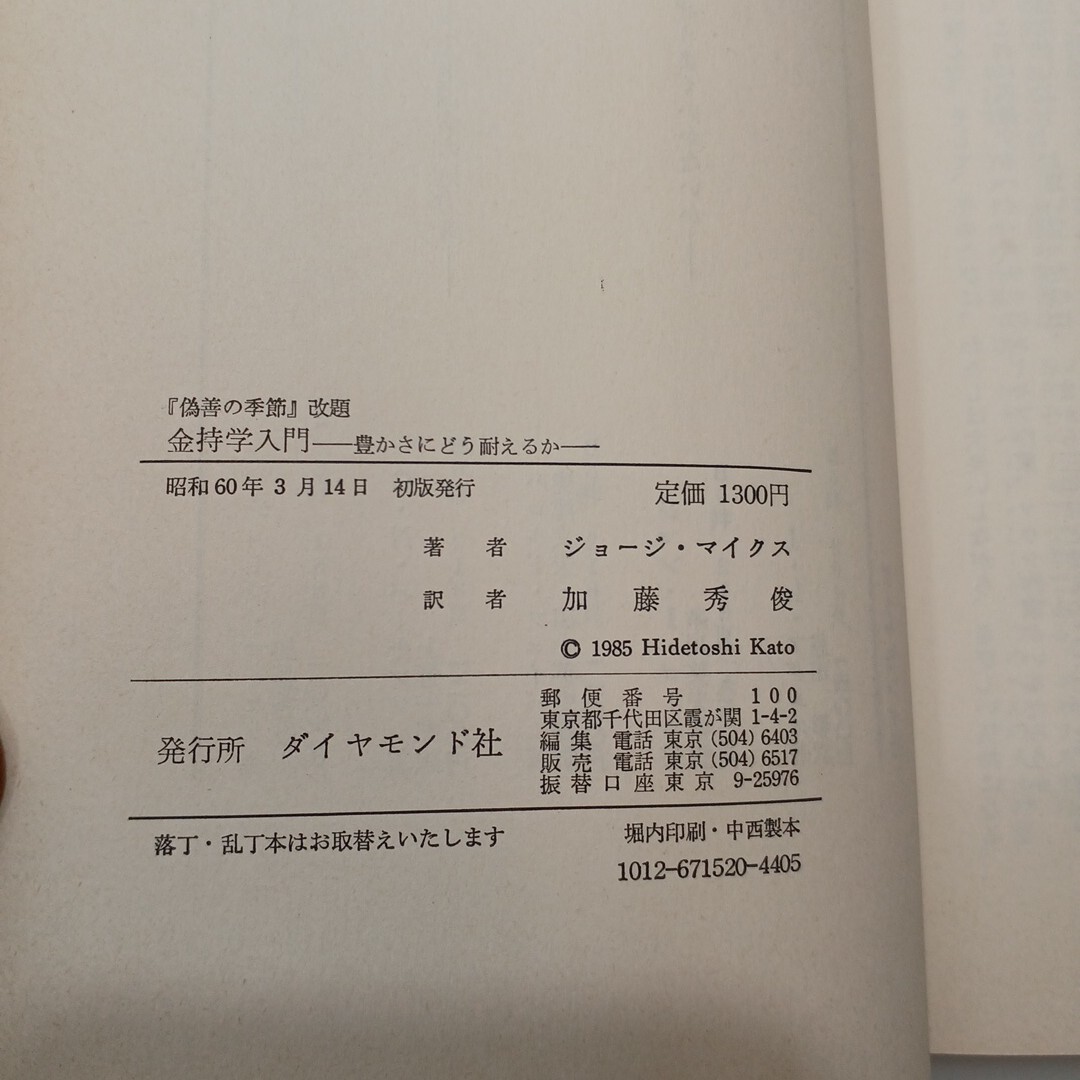 『偽善の季節』改題
金持学入門――豊かさにどう耐えるか――
昭和60年3月14日 初版発行 定価 1300円
著者 ジョージ・マイクス
訳者 加藤秀俊
© 1985 Hidetoshi Kato
発行所 ダイヤモンド社
郵便番号 100
東京都千代田区霞が関 1-4-2
編集 電話 東京 (504) 6403
販売 電話 東京 (504) 6517
振替口座東京 9-25976
落丁・乱丁本はお取替えいたします 堀内印刷・中西製本
1012-671520-4405